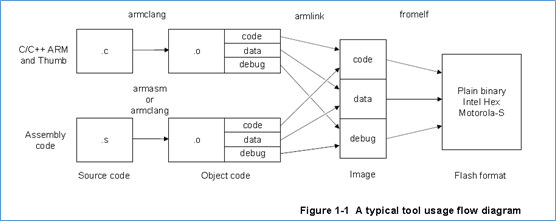 armclang
armlink
fromelf
C/C++ ARM
and Thumb
.c
.o
code
data
debug
code
data
debug
Plain binary
Intel Hex
Motorola-S
armasm
or
armclang
Assembly
code
.s
.o
code
data
debug
Source code
Object code
Image
Flash format
Figure 1-1 A typical tool usage flow diagram